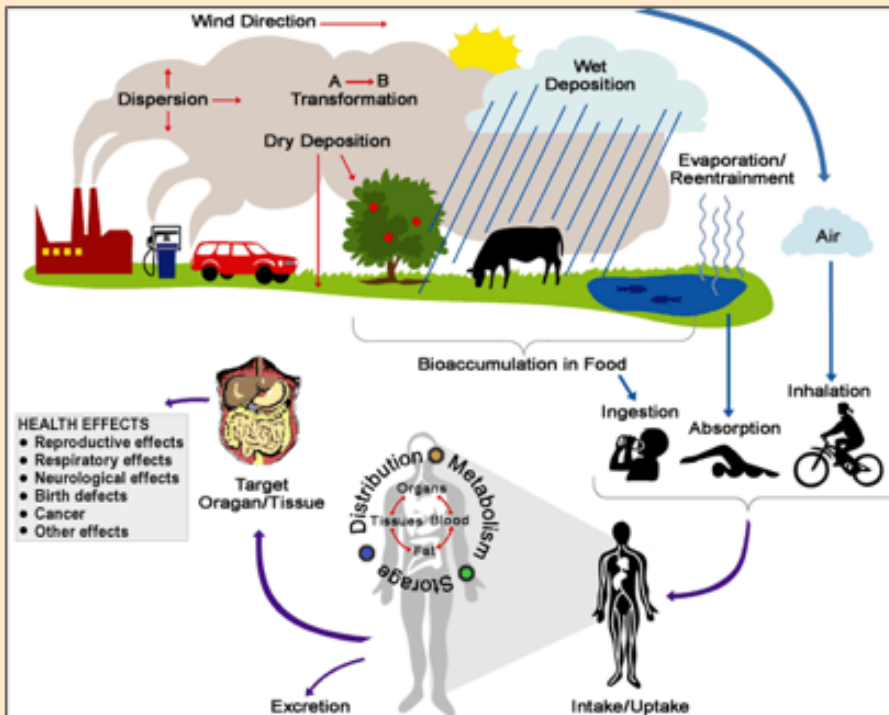 Wind Direction
Dispersion
A B
Transformation
Wet
Deposition
Dry Deposition
Evaporation/
Reentrainment
Air
Bioaccumulation in Food
Inhalation
Ingestion
Absorption
HEALTH EFFECTS
● Reproductive effects
● Respiratory effects
● Neurological effects
● Birth defects
● Cancer
● Other effects
Target
Oragan/Tissue
Distribution
Metabolism
Storage
Organs
Tissues
Blood
Fat
Excretion
Intake/Uptake